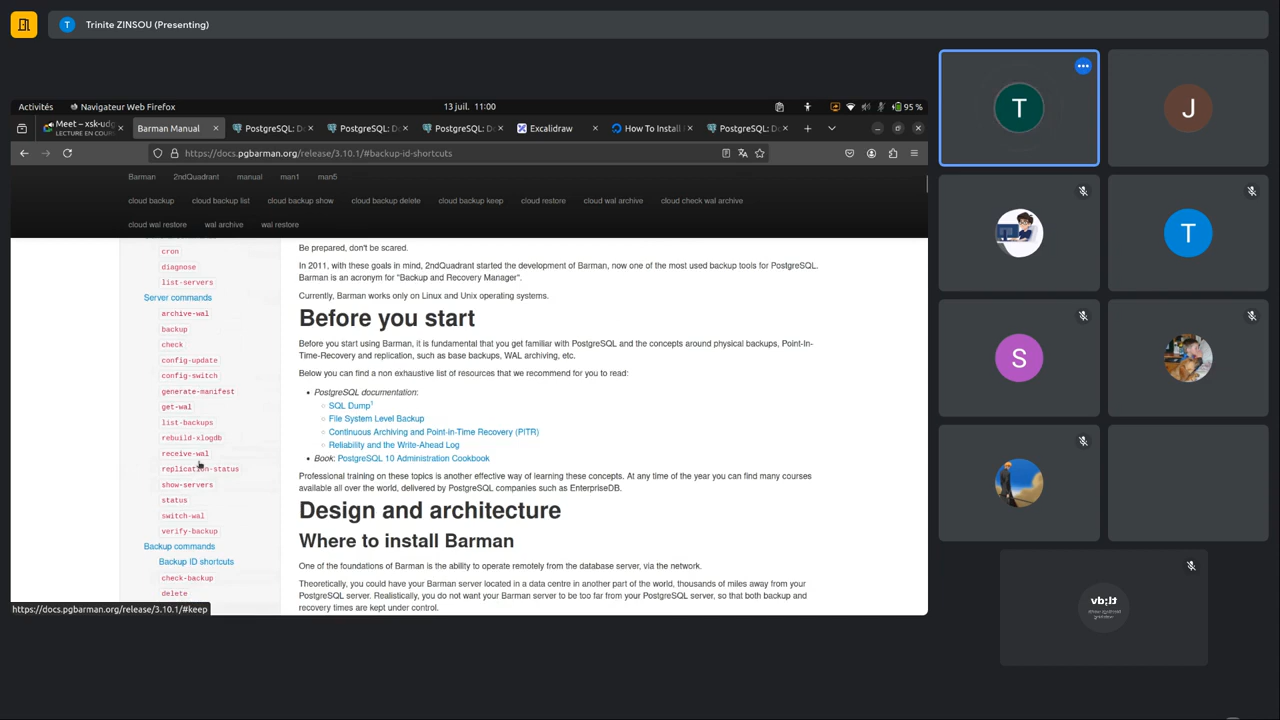 Trinite ZINSOU (Presenting)
Activités
Navigateur Web Firefox
13 juil. 11:00
95 %
Meet – xsk-udg
LECTURE EN COURS
Barman Manual
PostgreSQL: Do
PostgreSQL: Do
PostgreSQL: Do
Excalidraw
How To Install
PostgreSQL: Do
https://docs.pgbarman.org/release/3.10.1/#backup-id-shortcuts
Barman 2ndQuadrant manual man1 man5
cloud backup cloud backup list cloud backup show cloud backup delete cloud backup keep cloud restore cloud wal archive cloud check wal archive
cloud wal restore wal archive wal restore
cron
diagnose
list-servers
Server commands
archive-wal
backup
check
config-update
config-switch
generate-manifest
get-wal
list-backups
rebuild-xlogdb
receive-wal
replication-status
show-servers
status
switch-wal
verify-backup
Backup commands
Backup ID shortcuts
check-backup
delete
https://docs.pgbarman.org/release/3.10.1/#keep
Be prepared, don't be scared.
In 2011, with these goals in mind, 2ndQuadrant started the development of Barman, now one of the most used backup tools for PostgreSQL.
Barman is an acronym for "Backup and Recovery Manager".
Currently, Barman works only on Linux and Unix operating systems.
Before you start
Before you start using Barman, it is fundamental that you get familiar with PostgreSQL and the concepts around physical backups, Point-In-
Time-Recovery and replication, such as base backups, WAL archiving, etc.
Below you can find a non exhaustive list of resources that we recommend for you to read:
• PostgreSQL documentation:
SQL Dump1
File System Level Backup
Continuous Archiving and Point-in-Time Recovery (PITR)
Reliability and the Write-Ahead Log
• Book: PostgreSQL 10 Administration Cookbook
Professional training on these topics is another effective way of learning these concepts. At any time of the year you can find many courses
available all over the world, delivered by PostgreSQL companies such as EnterpriseDB.
Design and architecture
Where to install Barman
One of the foundations of Barman is the ability to operate remotely from the database server, via the network.
Theoretically, you could have your Barman server located in a data centre in another part of the world, thousands of miles away from your
PostgreSQL server. Realistically, you do not want your Barman server to be too far from your PostgreSQL server, so that both backup and
recovery times are kept under control.
T
T
J
T
S